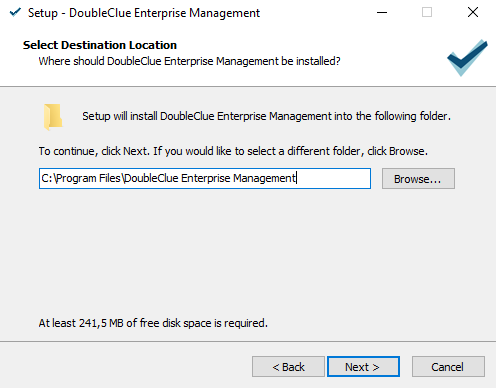 Setup - DoubleClue Enterprise Management
Select Destination Location
Where should DoubleClue Enterprise Management be installed?
Setup will install DoubleClue Enterprise Management into the following folder.
To continue, click Next. If you would like to select a different folder, click Browse.
C:\Program Files\DoubleClue Enterprise Management
Browse...
At least 241,5 MB of free disk space is required.
< Back
Next >
Cancel